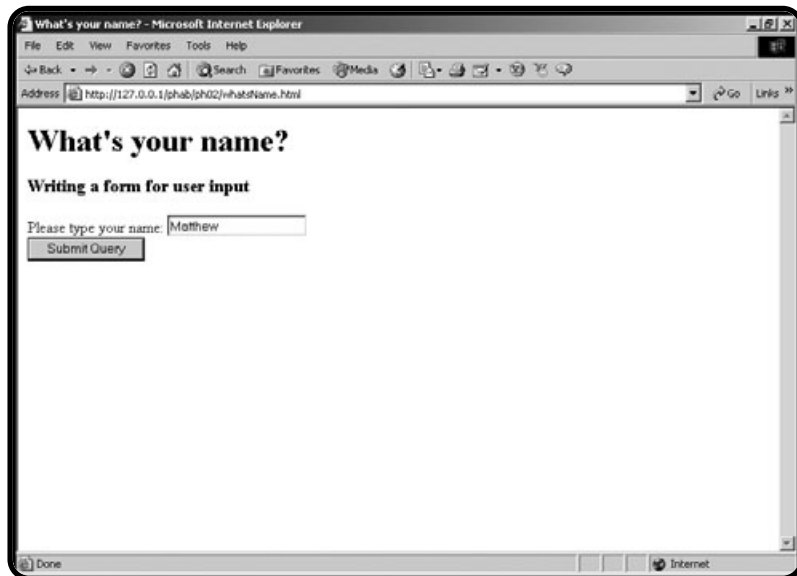 What's your name? - Microsoft Internet Explorer
File Edit View Favorites Tools Help
Back Search Favorites Media
Address http://127.0.0.1/phab/ph02/whatsName.html Go Links »
What's your name?
Writing a form for user input
Please type your name: Matthew
Submit Query
Done Internet